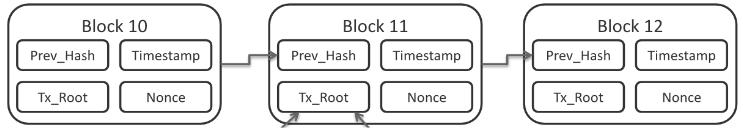 Block 10
Prev_Hash Timestamp
Tx_Root Nonce
Block 11
Prev_Hash Timestamp
Tx_Root Nonce
Block 12
Prev_Hash Timestamp
Tx_Root Nonce